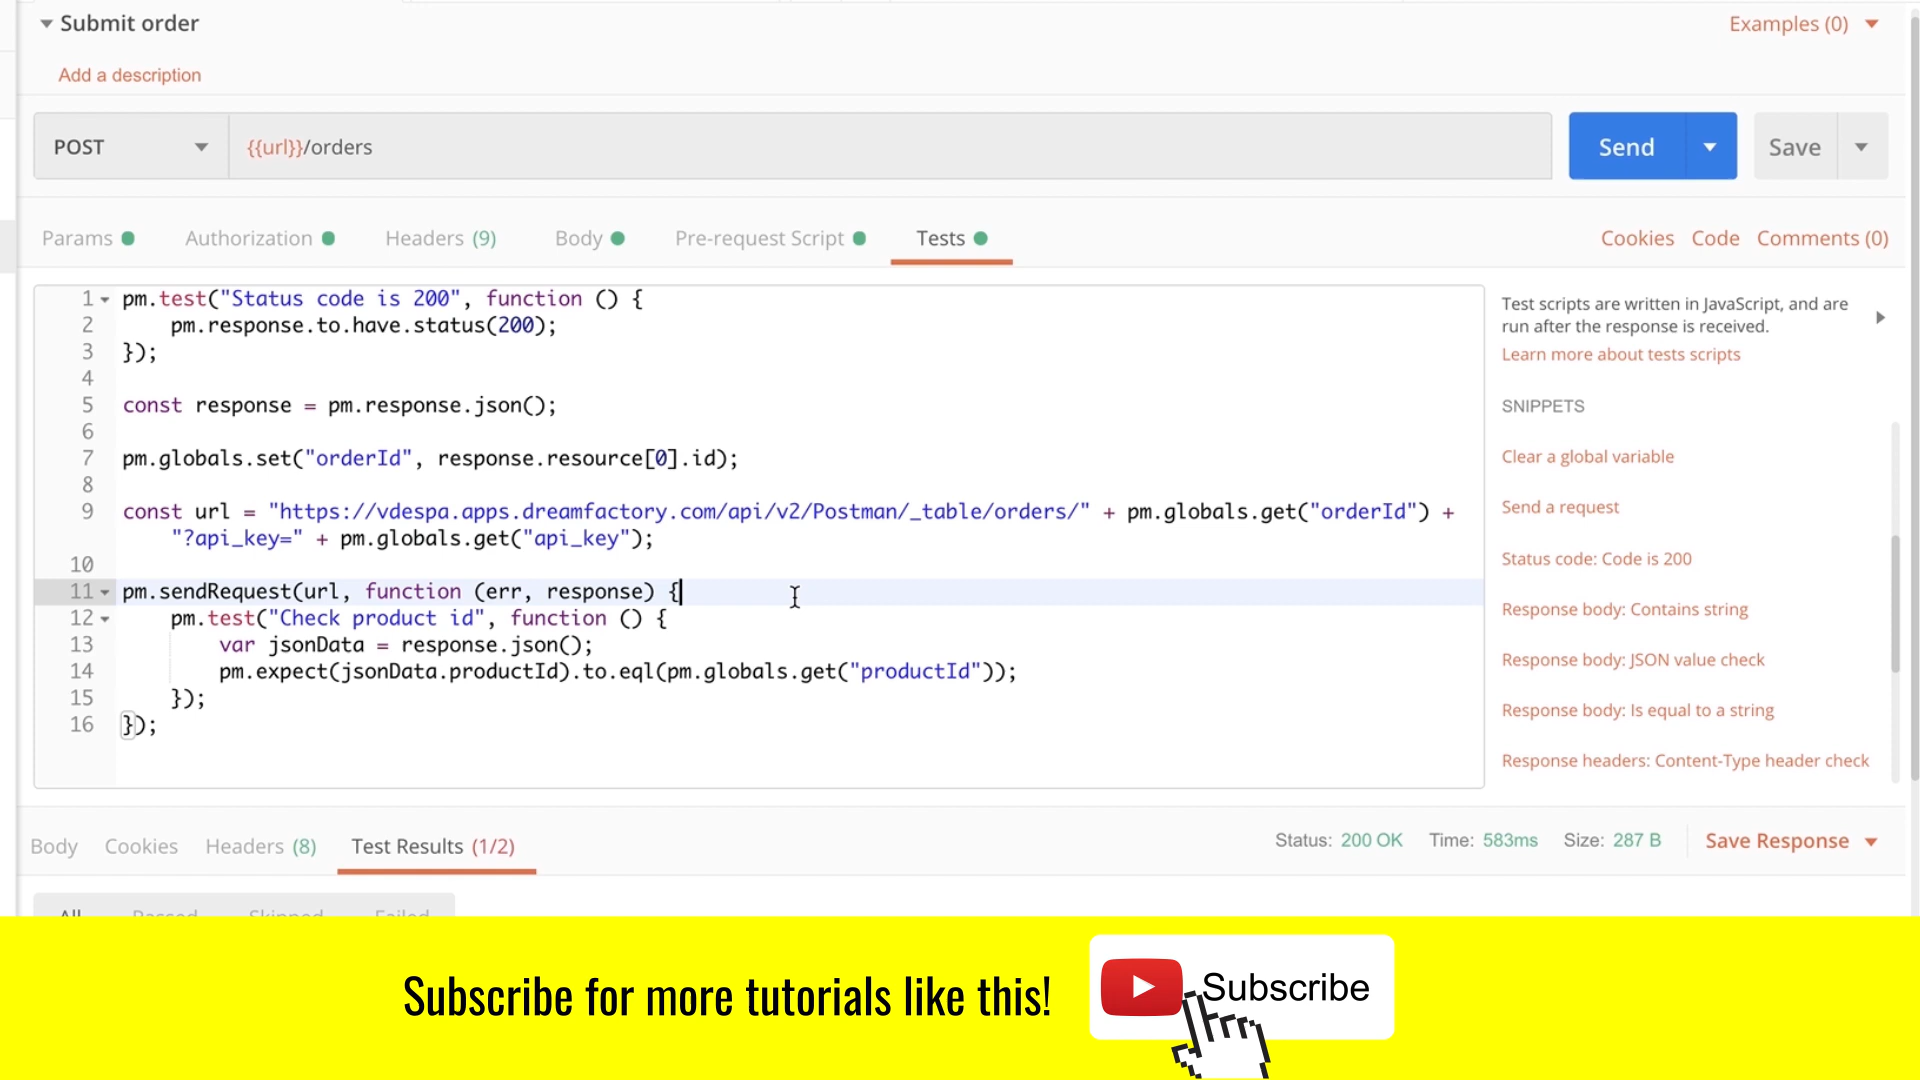 Submit order
Examples (0)
Add a description
POST
{{url}}/orders
Send
Save
Params
Authorization
Headers (9)
Body
Pre-request Script
Tests
Cookies
Code
Comments (0)
1 pm.test("Status code is 200", function () {
2     pm.response.to.have.status(200);
3 });
4
5 const response = pm.response.json();
6
7 pm.globals.set("orderId", response.resource[0].id);
8
9 const url = "https://vdespa.apps.dreamfactory.com/api/v2/Postman/_table/orders/" + pm.globals.get("orderId") +
    "?api_key=" + pm.globals.get("api_key");
10
11 pm.sendRequest(url, function (err, response) {
12     pm.test("Check product id", function () {
13         var jsonData = response.json();
14         pm.expect(jsonData.productId).to.eql(pm.globals.get("productId"));
15     });
16 });
Test scripts are written in JavaScript, and are
run after the response is received.
Learn more about tests scripts
SNIPPETS
Clear a global variable
Send a request
Status code: Code is 200
Response body: Contains string
Response body: JSON value check
Response body: Is equal to a string
Response headers: Content-Type header check
Body
Cookies
Headers (8)
Test Results (1/2)
Status: 200 OK
Time: 583ms
Size: 287 B
Save Response
All
Passed
Skipped
Failed
Subscribe for more tutorials like this!
Subscribe